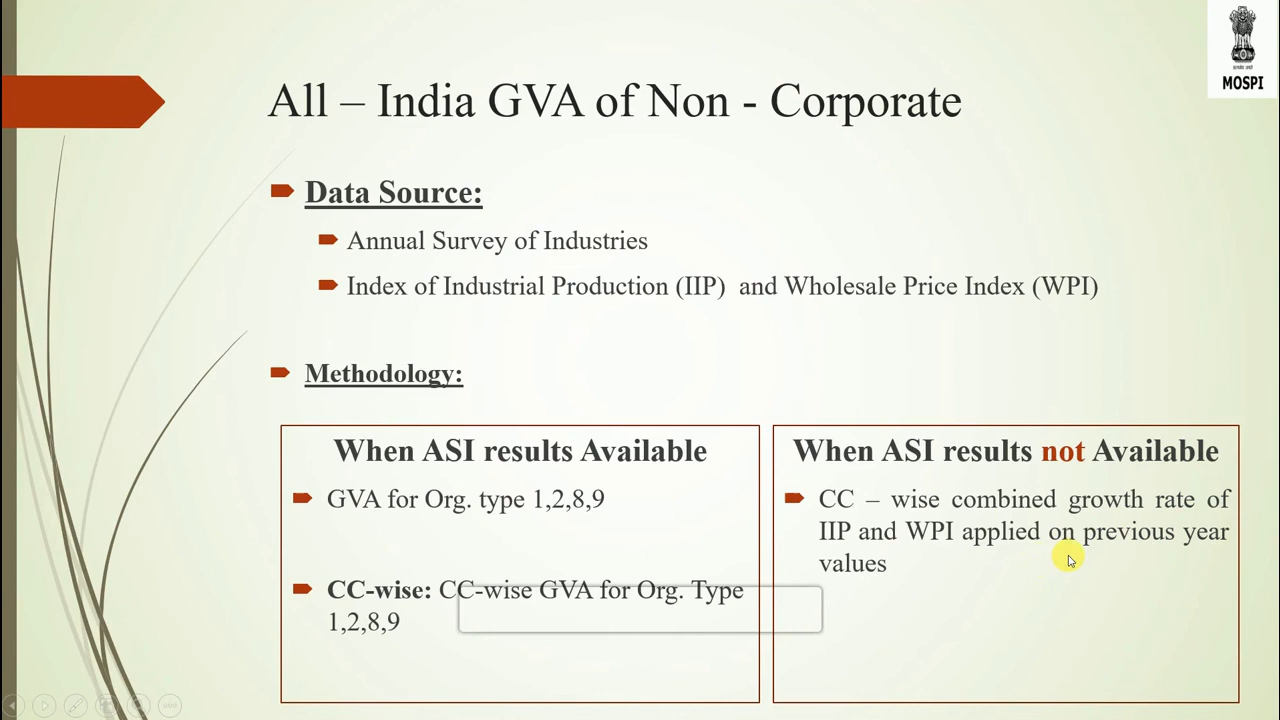 MOSPI
All – India GVA of Non - Corporate
Data Source:
Annual Survey of Industries
Index of Industrial Production (IIP) and Wholesale Price Index (WPI)
Methodology:
When ASI results Available
GVA for Org. type 1,2,8,9
CC-wise: CC-wise GVA for Org. Type
1,2,8,9
When ASI results not Available
CC – wise combined growth rate of
IIP and WPI applied on previous year
values